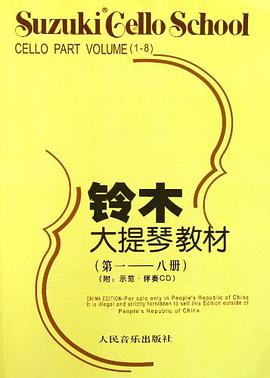 Suzuki® Cello School
CELLO PART VOLUME (1-8)
铃木
大提琴教材
(第一——八册)
(附:示范·伴奏CD)
CHINA EDITION-For sale only in People's Republic of China
It is illegal and strictly forbidden to sell this Edition outside of
People's Republic of China.
人民音乐出版社